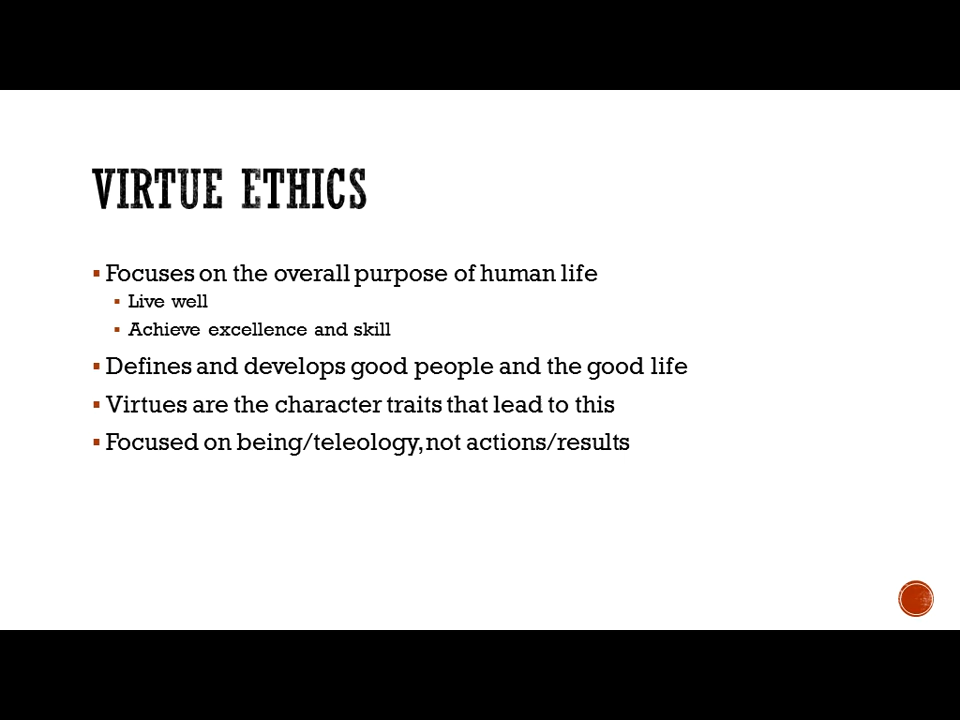 VIRTUE ETHICS
▪ Focuses on the overall purpose of human life
▪ Live well
▪ Achieve excellence and skill
▪ Defines and develops good people and the good life
▪ Virtues are the character traits that lead to this
▪ Focused on being/teleology, not actions/results